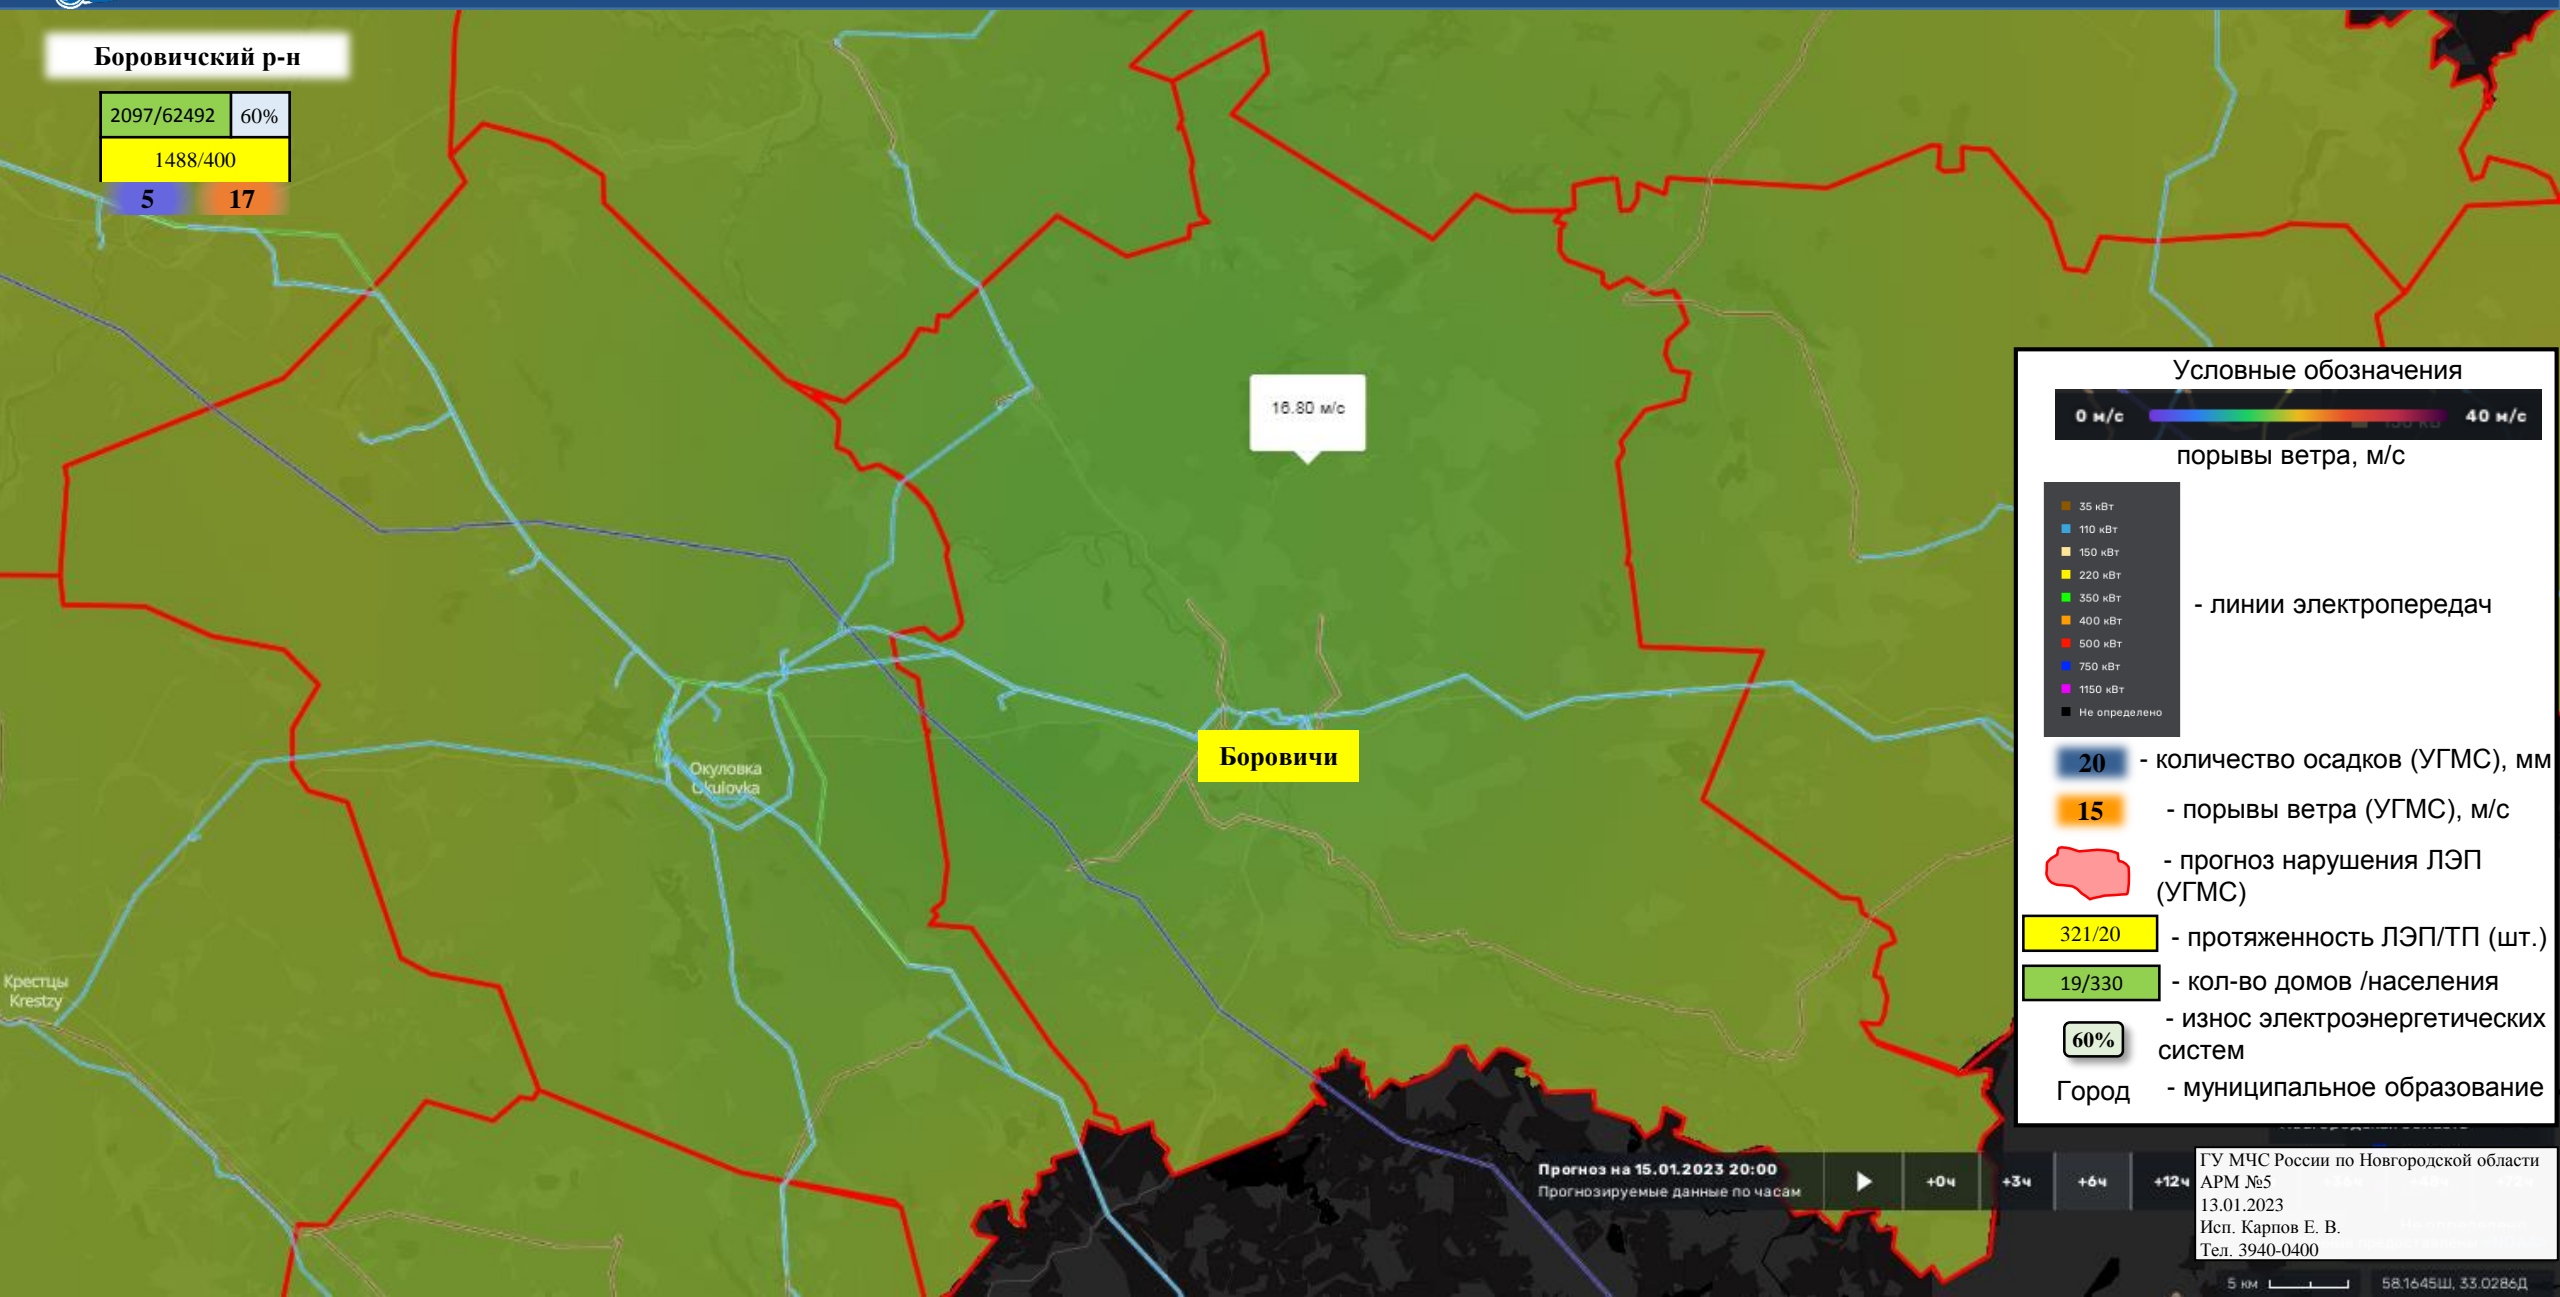 Боровичский р-н
2097/62492 60%
1488/400
5 17
16.80 м/с
Боровичи
Окуловка
Okulovka
Крестцы
Krestzy
Условные обозначения
0 м/с 40 м/с
порывы ветра, м/с
35 кВт
110 кВт
150 кВт
220 кВт
350 кВт
400 кВт
500 кВт
750 кВт
1150 кВт
Не определено
- линии электропередач
20 - количество осадков (УГМС), мм
15 - порывы ветра (УГМС), м/с
- прогноз нарушения ЛЭП
(УГМС)
321/20 - протяженность ЛЭП/ТП (шт.)
19/330 - кол-во домов /населения
60% - износ электроэнергетических
систем
Город - муниципальное образование
Прогноз на 15.01.2023 20:00
Прогнозируемые данные по часам
+0ч +3ч +6ч +12ч
ГУ МЧС России по Новгородской области
АРМ №5
13.01.2023
Исп. Карпов Е. В.
Тел. 3940-0400
5 км
58.1645Ш, 33.0286Д